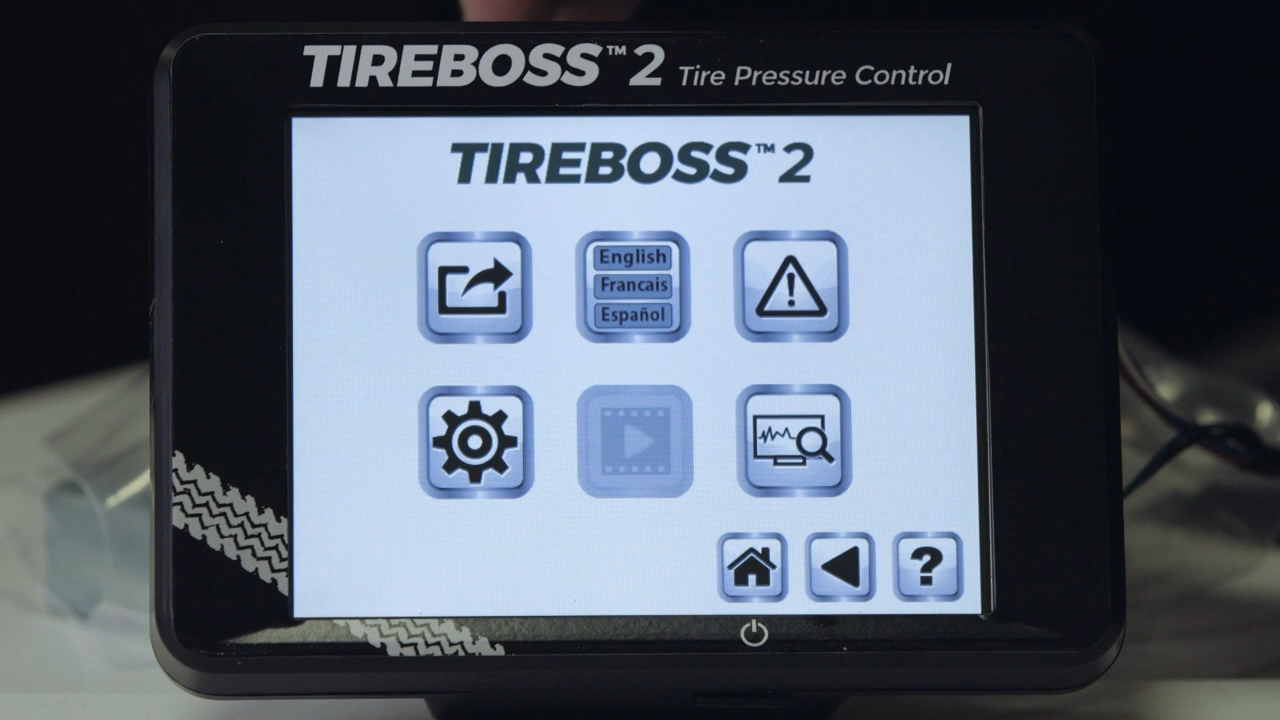 TIREBOSS™ 2 Tire Pressure Control
TIREBOSS™ 2
English
Francais
Español
?